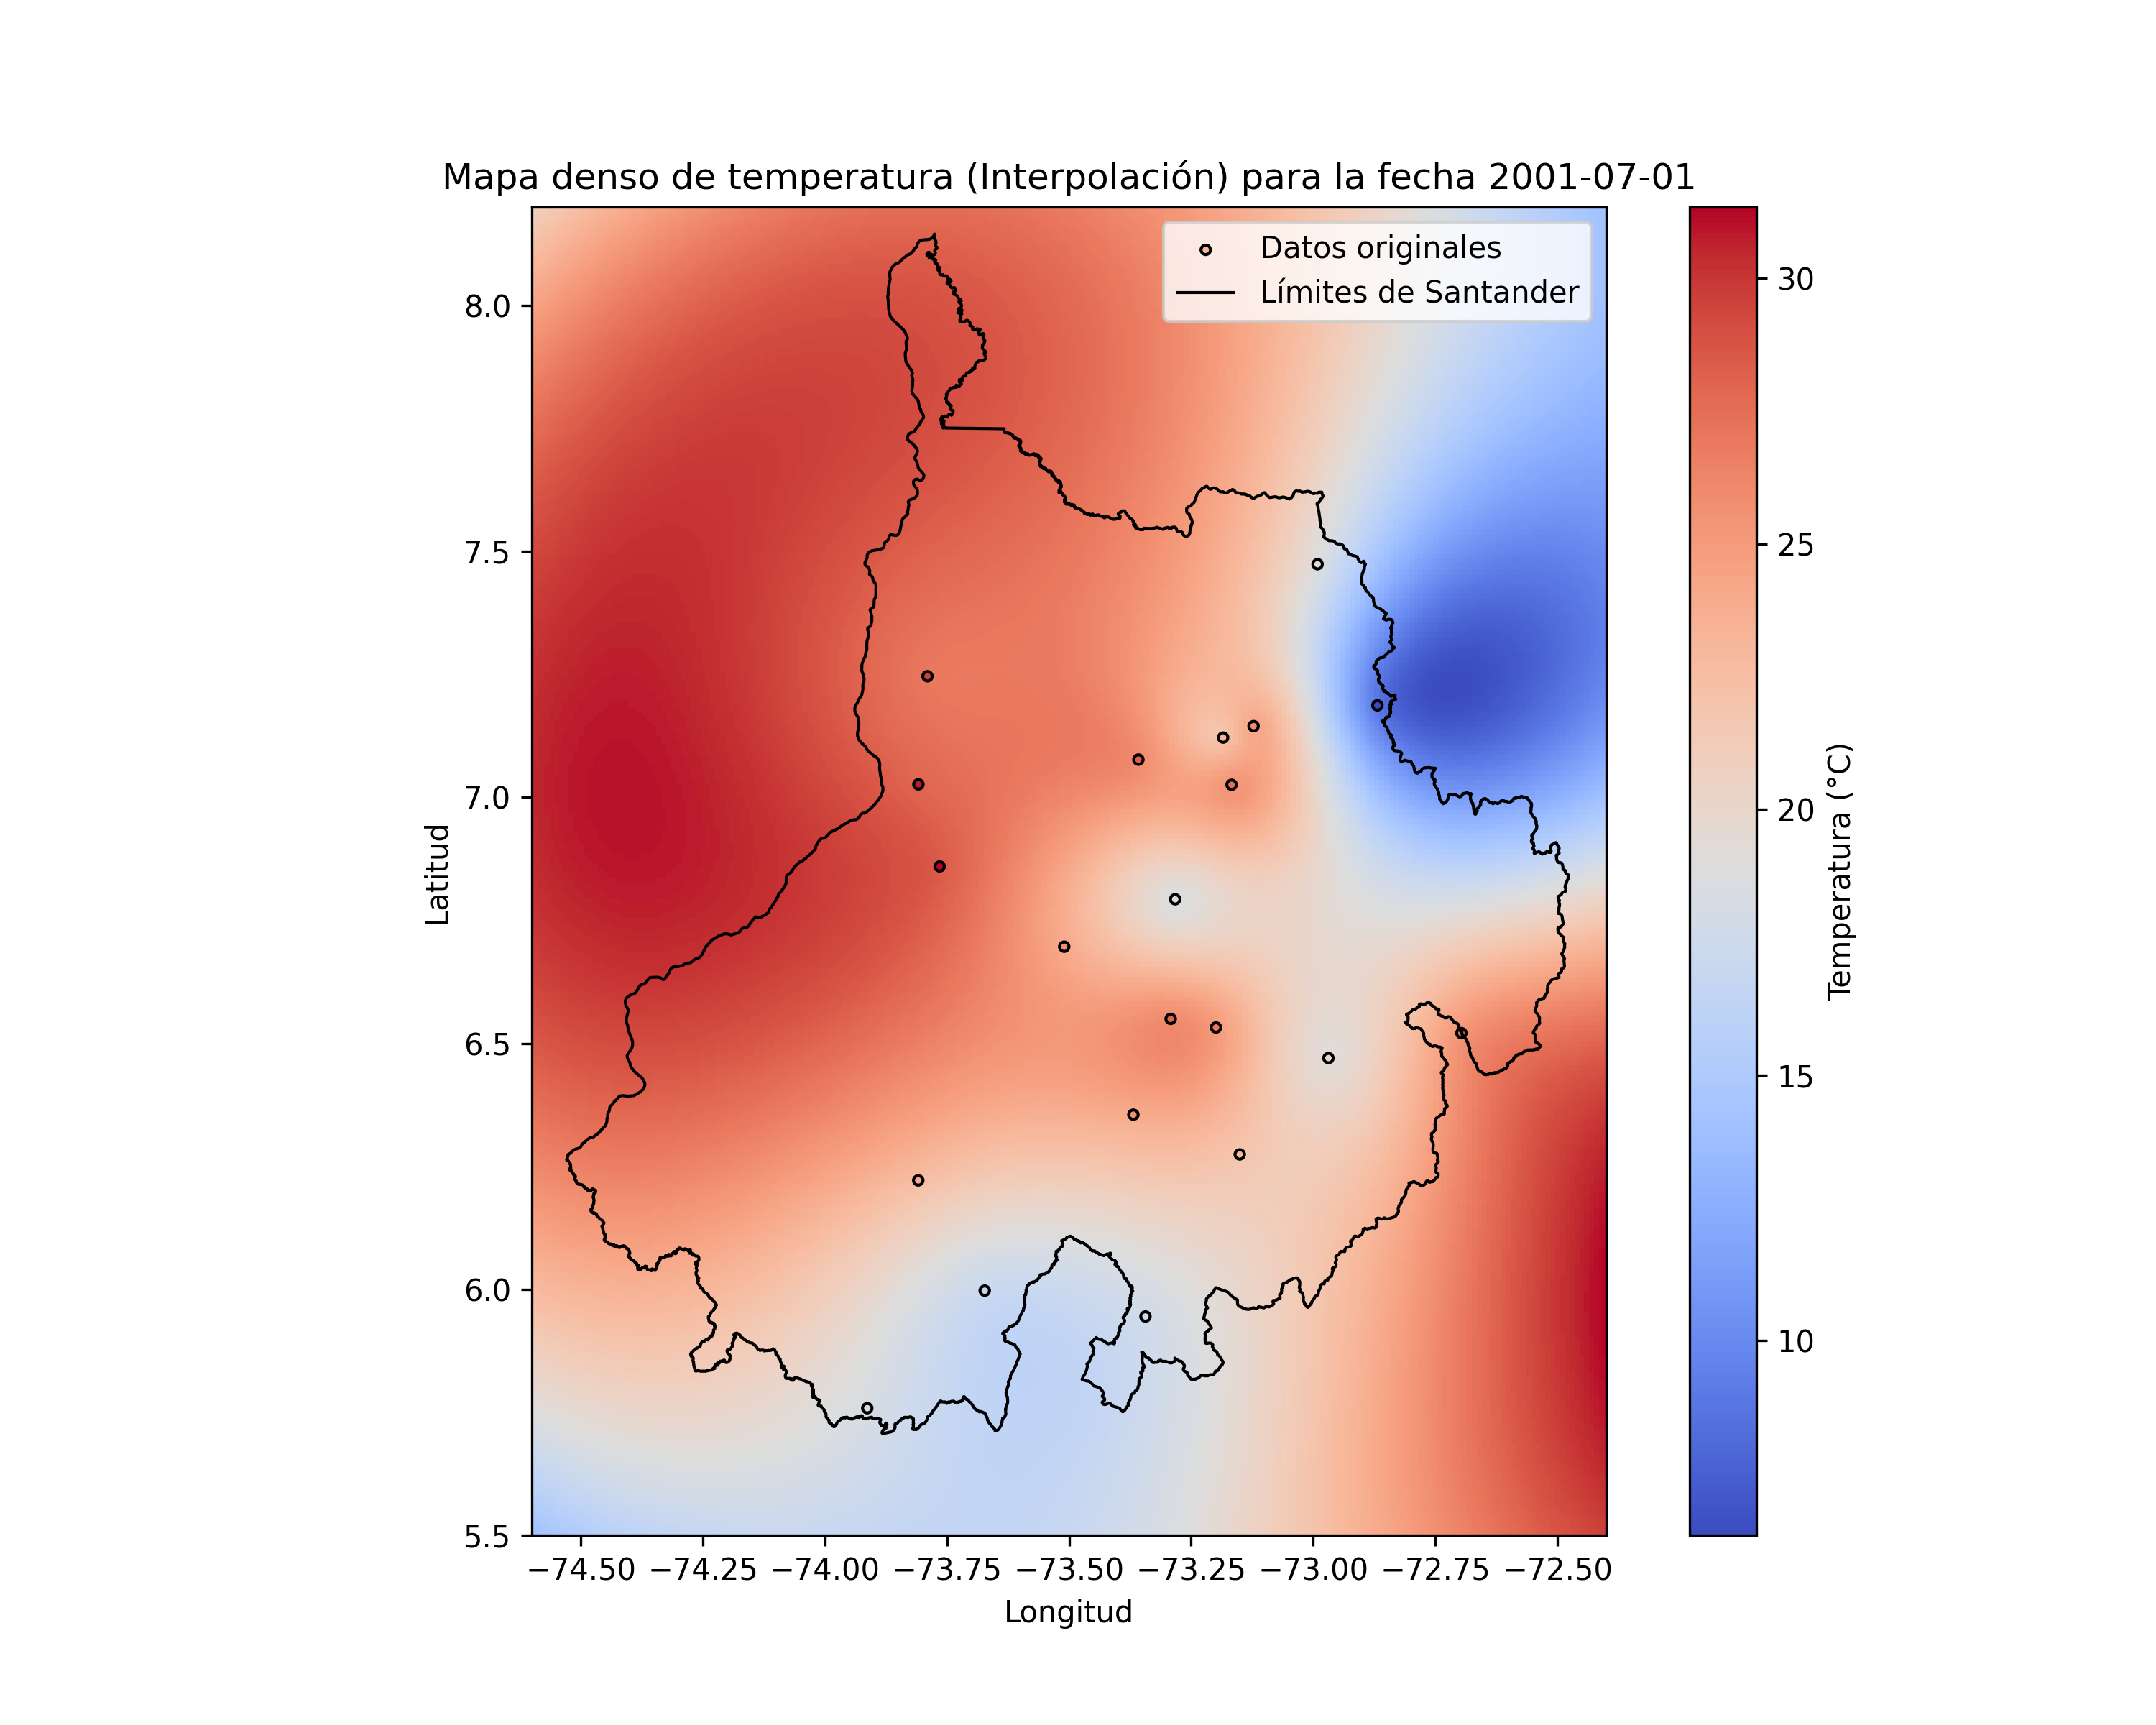 Mapa denso de temperatura (Interpolación) para la fecha 2001-07-01
Datos originales
Límites de Santander
8.0
7.5
7.0
6.5
6.0
5.5
Latitud
−74.50 −74.25 −74.00 −73.75 −73.50 −73.25 −73.00 −72.75 −72.50
Longitud
30
25
20
15
10
Temperatura (°C)